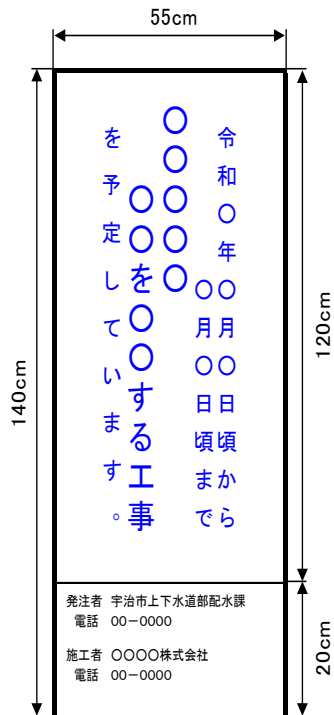 55cm
140cm
120cm
20cm
令和〇年〇月〇日頃から
〇月〇日頃まで
〇〇〇〇〇
〇〇を〇〇する工事
を予定しています。
発注者 宇治市上下水道部配水課
電話 00−0000
施工者 〇〇〇〇株式会社
電話 00−0000